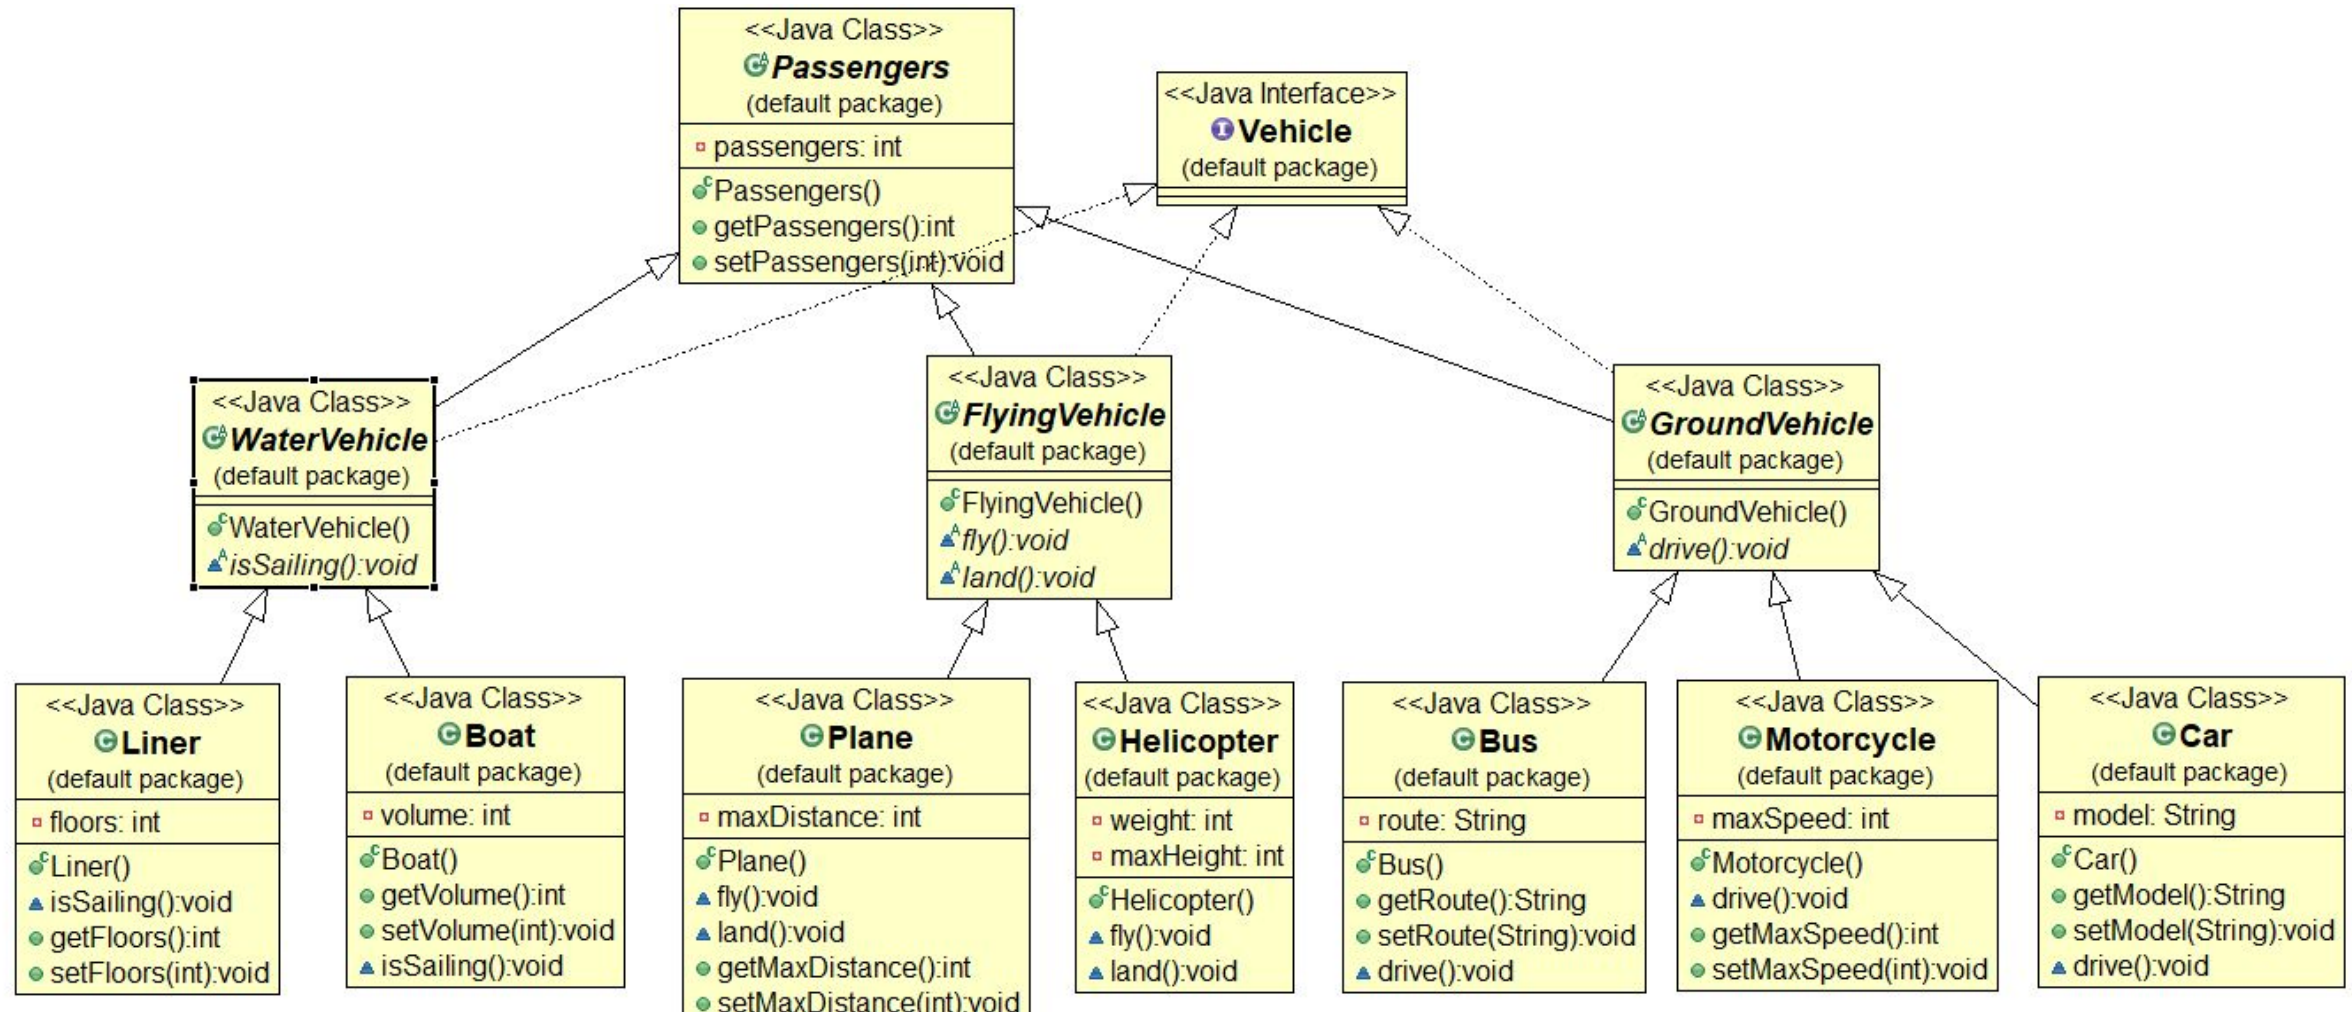 <<Java Class>>
Passengers
(default package)
passengers: int
Passengers()
getPassengers():int
setPassengers(int):void
<<Java Interface>>
Vehicle
(default package)
<<Java Class>>
WaterVehicle
(default package)
WaterVehicle()
isSailing():void
<<Java Class>>
FlyingVehicle
(default package)
FlyingVehicle()
fly():void
land():void
<<Java Class>>
GroundVehicle
(default package)
GroundVehicle()
drive():void
<<Java Class>>
Liner
(default package)
floors: int
Liner()
isSailing():void
getFloors():int
setFloors(int):void
<<Java Class>>
Boat
(default package)
volume: int
Boat()
getVolume():int
setVolume(int):void
isSailing():void
<<Java Class>>
Plane
(default package)
maxDistance: int
Plane()
fly():void
land():void
getMaxDistance():int
setMaxDistance(int):void
<<Java Class>>
Helicopter
(default package)
weight: int
maxHeight: int
Helicopter()
fly():void
land():void
<<Java Class>>
Bus
(default package)
route: String
Bus()
getRoute():String
setRoute(String):void
drive():void
<<Java Class>>
Motorcycle
(default package)
maxSpeed: int
Motorcycle()
drive():void
getMaxSpeed():int
setMaxSpeed(int):void
<<Java Class>>
Car
(default package)
model: String
Car()
getModel():String
setModel(String):void
drive():void